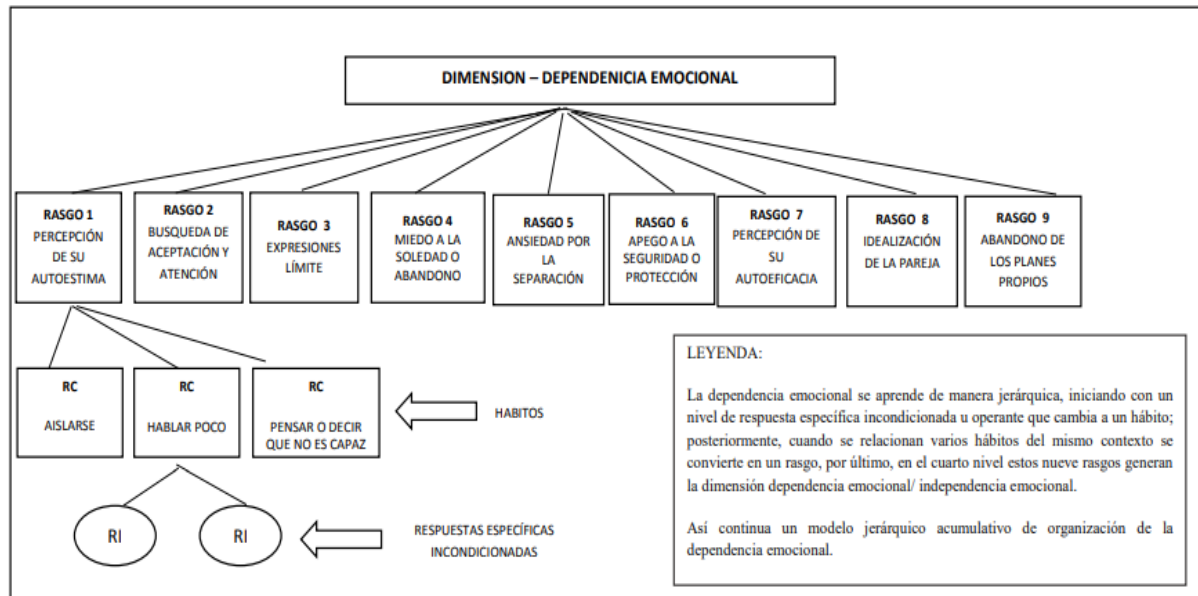 DIMENSION – DEPENDENICIA EMOCIONAL
RASGO 1
PERCEPCIÓN
DE SU
AUTOESTIMA
RASGO 2
BUSQUEDA DE
ACEPTACIÓN Y
ATENCIÓN
RASGO 3
EXPRESIONES
LÍMITE
RASGO 4
MIEDO A LA
SOLEDAD O
ABANDONO
RASGO 5
ANSIEDAD POR
LA
SEPARACIÓN
RASGO 6
APEGO A LA
SEGURIDAD O
PROTECCIÓN
RASGO 7
PERCEPCIÓN DE
SU
AUTOEFICACIA
RASGO 8
IDEALIZACIÓN
DE LA PAREJA
RASGO 9
ABANDONO DE
LOS PLANES
PROPIOS
RC
AISLARSE
RC
HABLAR POCO
RC
PENSAR O DECIR
QUE NO ES CAPAZ
HABITOS
RI
RI
RESPUESTAS ESPECÍFICAS
INCONDICIONADAS
LEYENDA:
La dependencia emocional se aprende de manera jerárquica, iniciando con un
nivel de respuesta específica incondicionada u operante que cambia a un hábito;
posteriormente, cuando se relacionan varios hábitos del mismo contexto se
convierte en un rasgo, por último, en el cuarto nivel estos nueve rasgos generan
la dimensión dependencia emocional/ independencia emocional.
Así continua un modelo jerárquico acumulativo de organización de la
dependencia emocional.